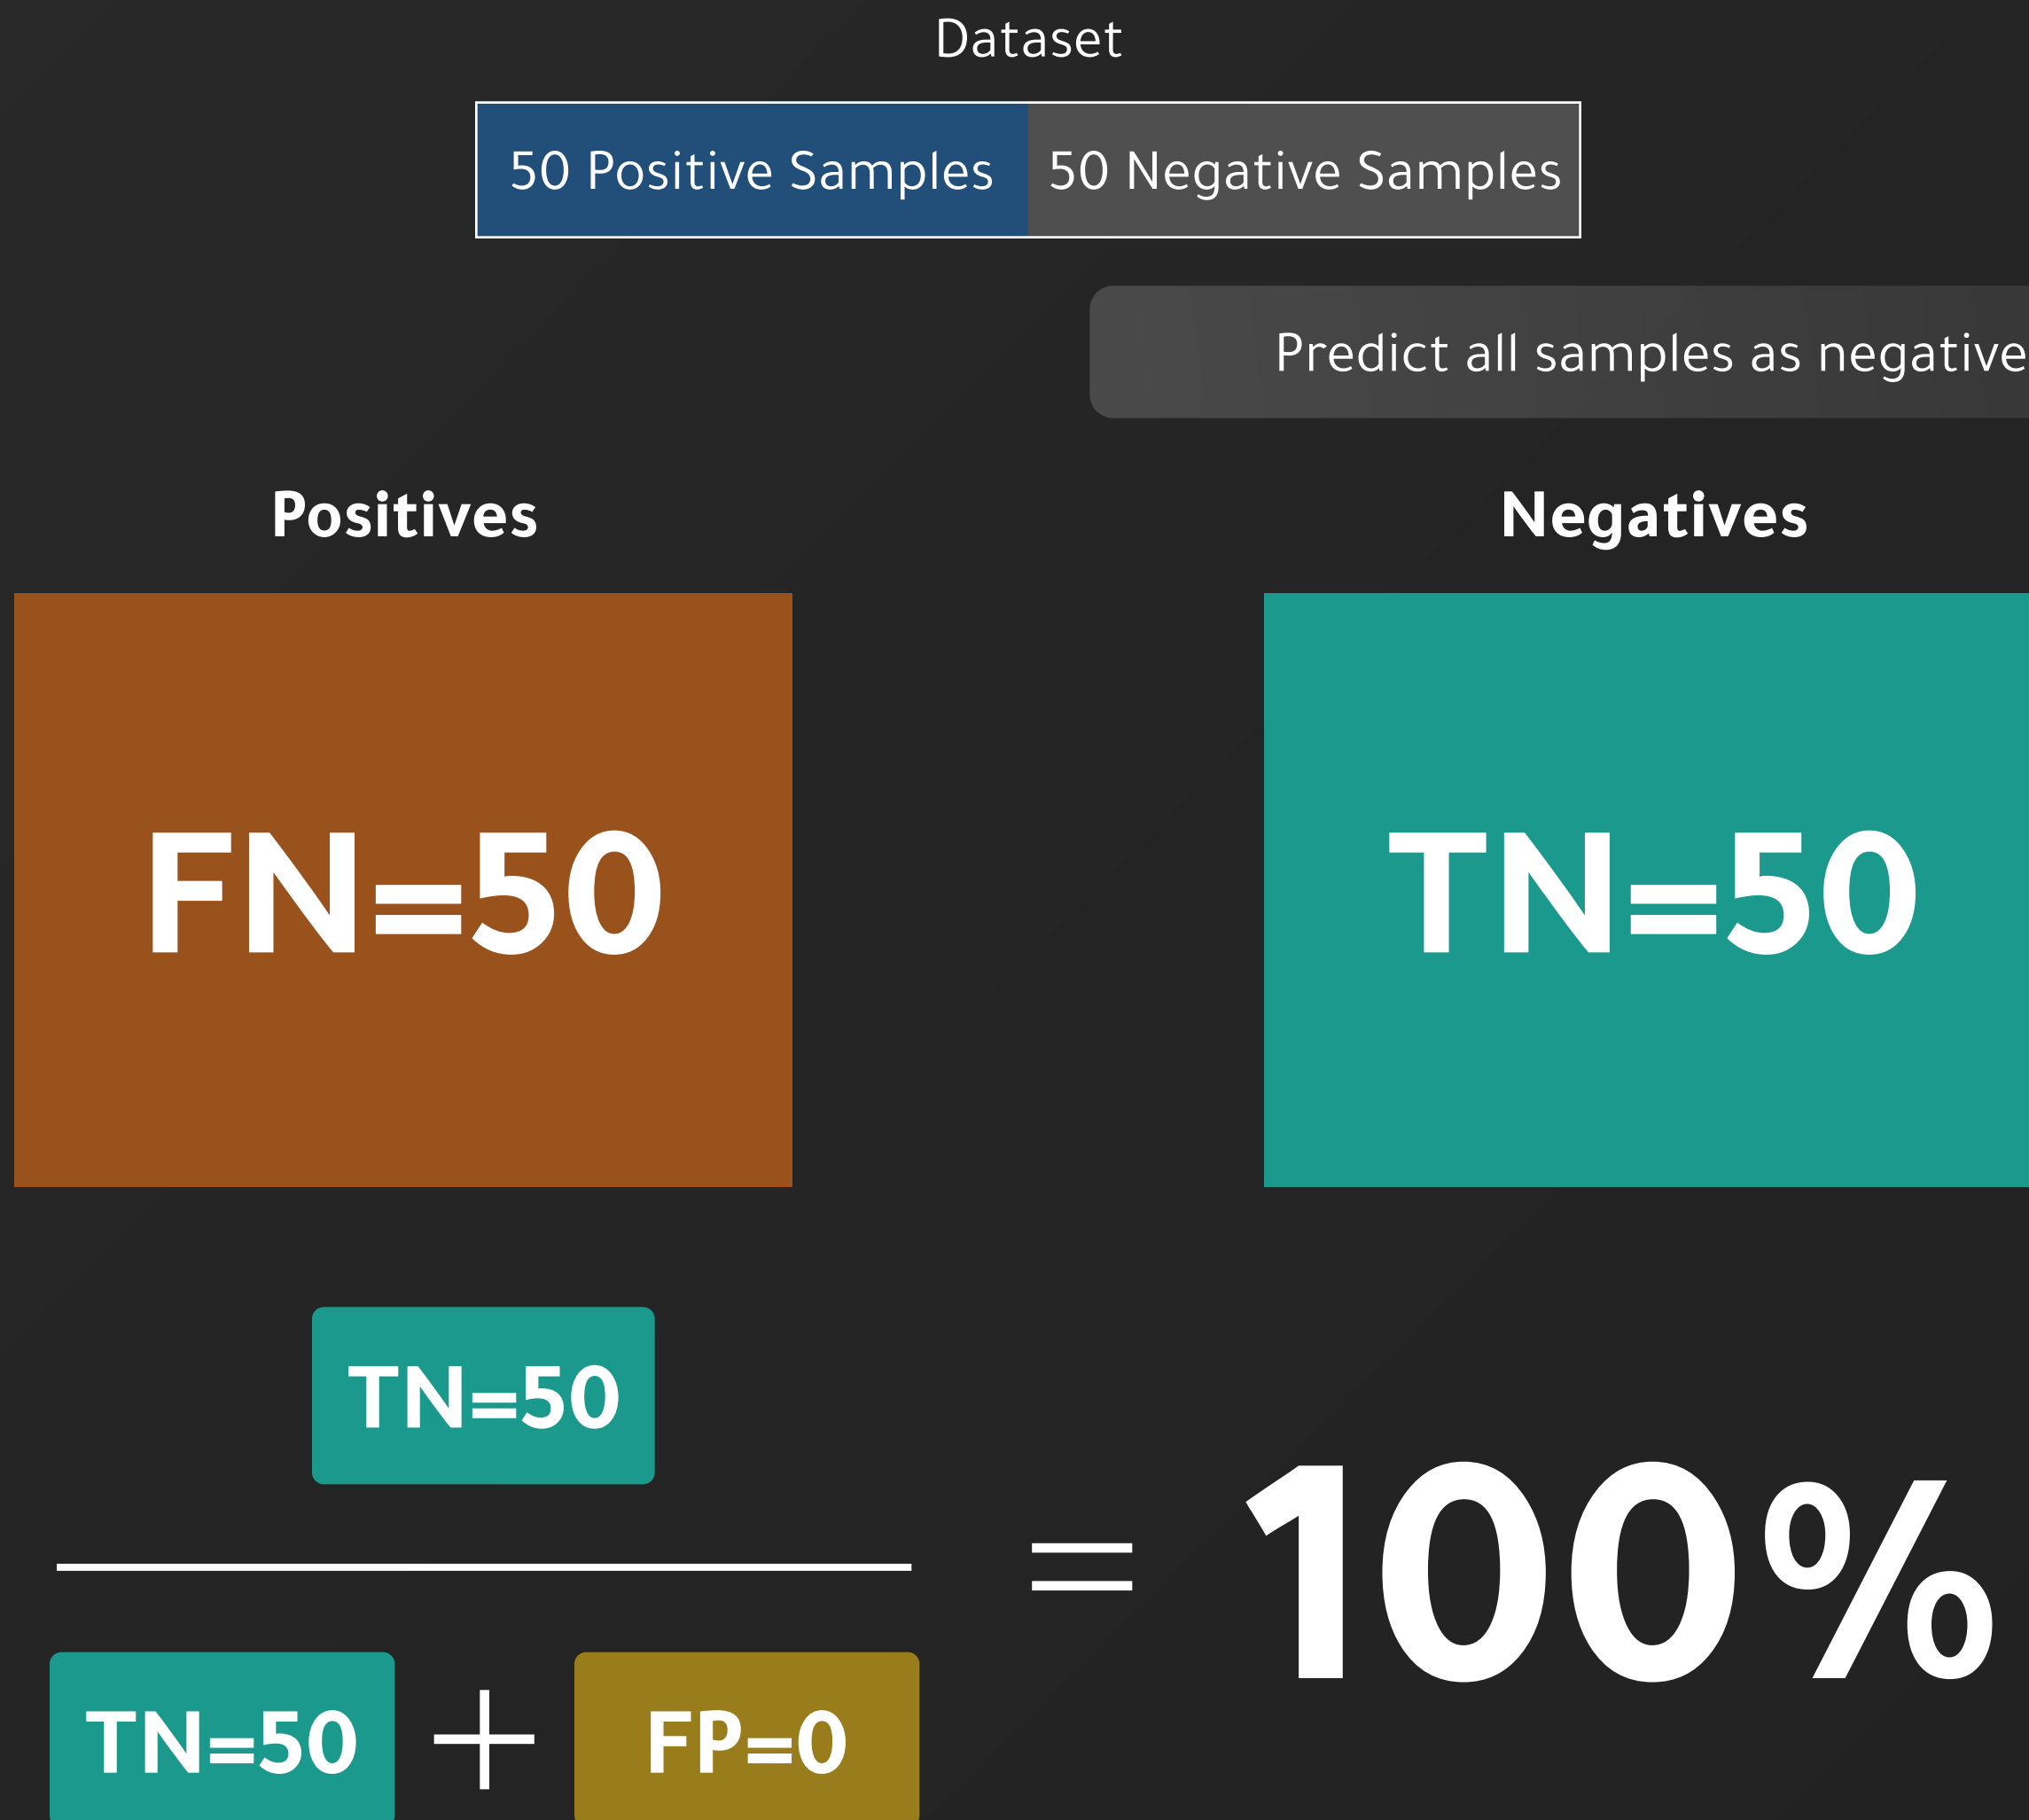 Dataset
50 Positive Samples
50 Negative Samples
Predict all samples as negative
Positives
Negatives
FN=50
TN=50
TN=50
= 100%
TN=50 + FP=0